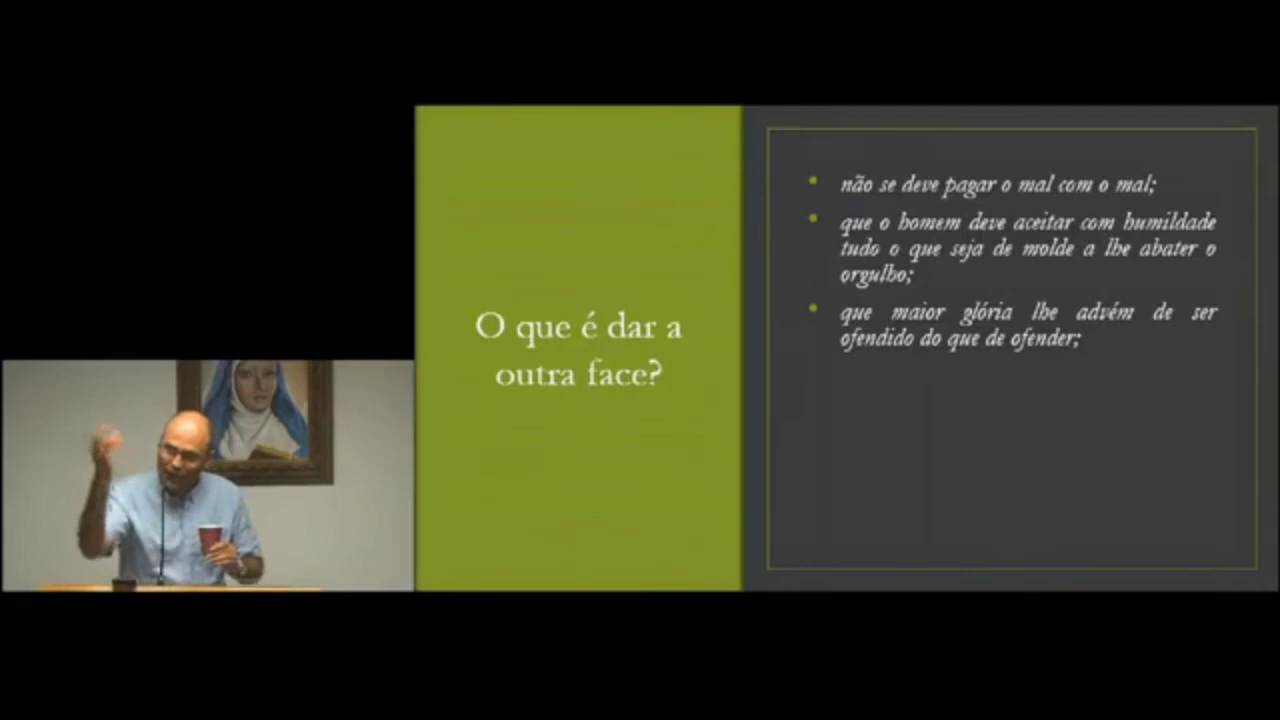 O que é dar a
outra face?
não se deve pagar o mal com o mal;
que o homem deve aceitar com humildade
tudo o que seja de molde a lhe abater o
orgulho;
que maior glória lhe advém de ser
ofendido do que de ofender;